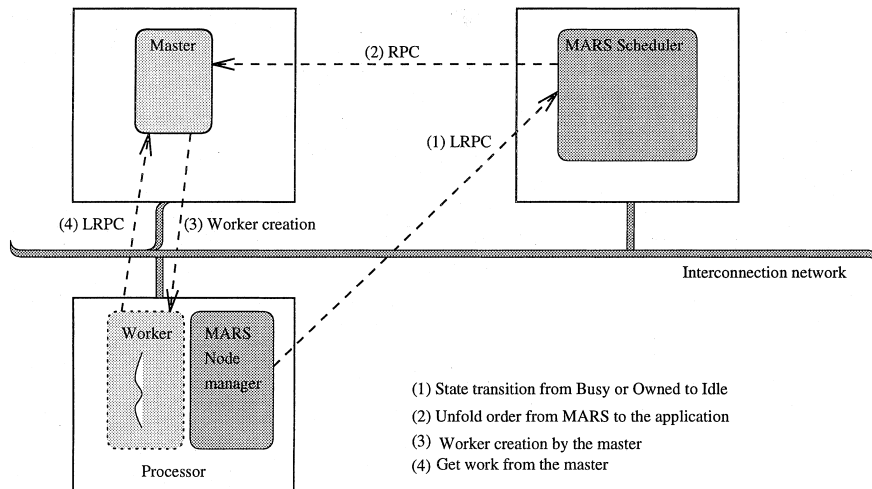 Master
MARS Scheduler
(2) RPC
(1) LRPC
(4) LRPC
(3) Worker creation
Interconnection network
Worker
MARS
Node
manager
Processor
(1) State transition from Busy or Owned to Idle
(2) Unfold order from MARS to the application
(3) Worker creation by the master
(4) Get work from the master